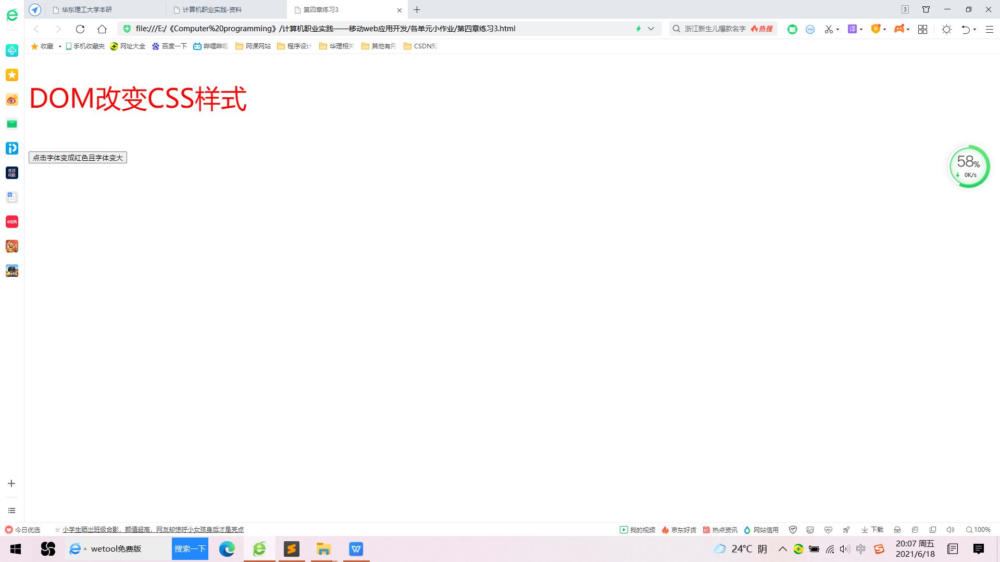 华东理工大学本研
计算机职业实践-资料
第四章练习3
3
file:///E:/《Computer%20programming》/计算机职业实践——移动web应用开发/各单元小作业/第四章练习3.html
浙江新生儿爆款名字
热搜
译
收藏
手机收藏夹
网址大全
百度一下
哔哩哔哩
网课网站
程序设计
华理相关
其他有用
CSDN知
DOM改变CSS样式
点击字体变成红色且字体变大
58%
0K/s
环球
网校
小红书
今日优选
小学生晒出班级合影，颜值超高，网友却惊呼小女孩身后才是亮点
我的视频
京东好货
热点资讯
网站信用
下载
100%
wetool免费版
搜索一下
24°C 阴
中
20:07 周五
2021/6/18